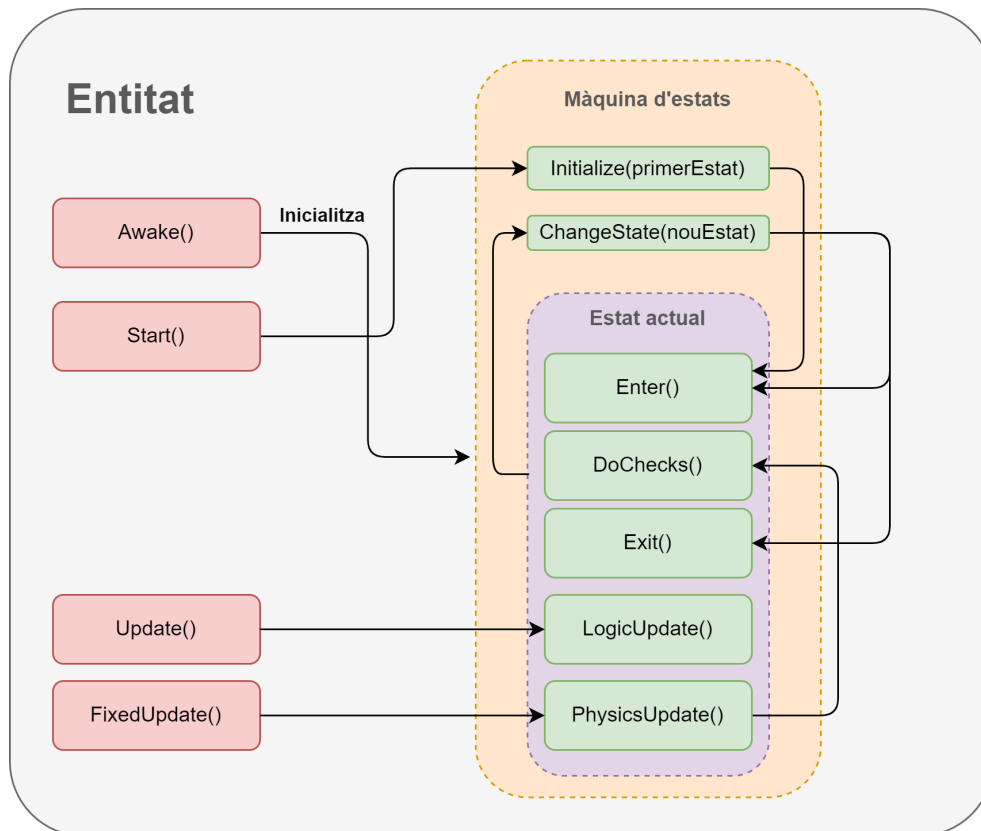 Entitat
Màquina d'estats
Initialize(primerEstat)
Awake()
Inicialitza
ChangeState(nouEstat)
Start()
Estat actual
Enter()
DoChecks()
Exit()
Update()
LogicUpdate()
FixedUpdate()
PhysicsUpdate()